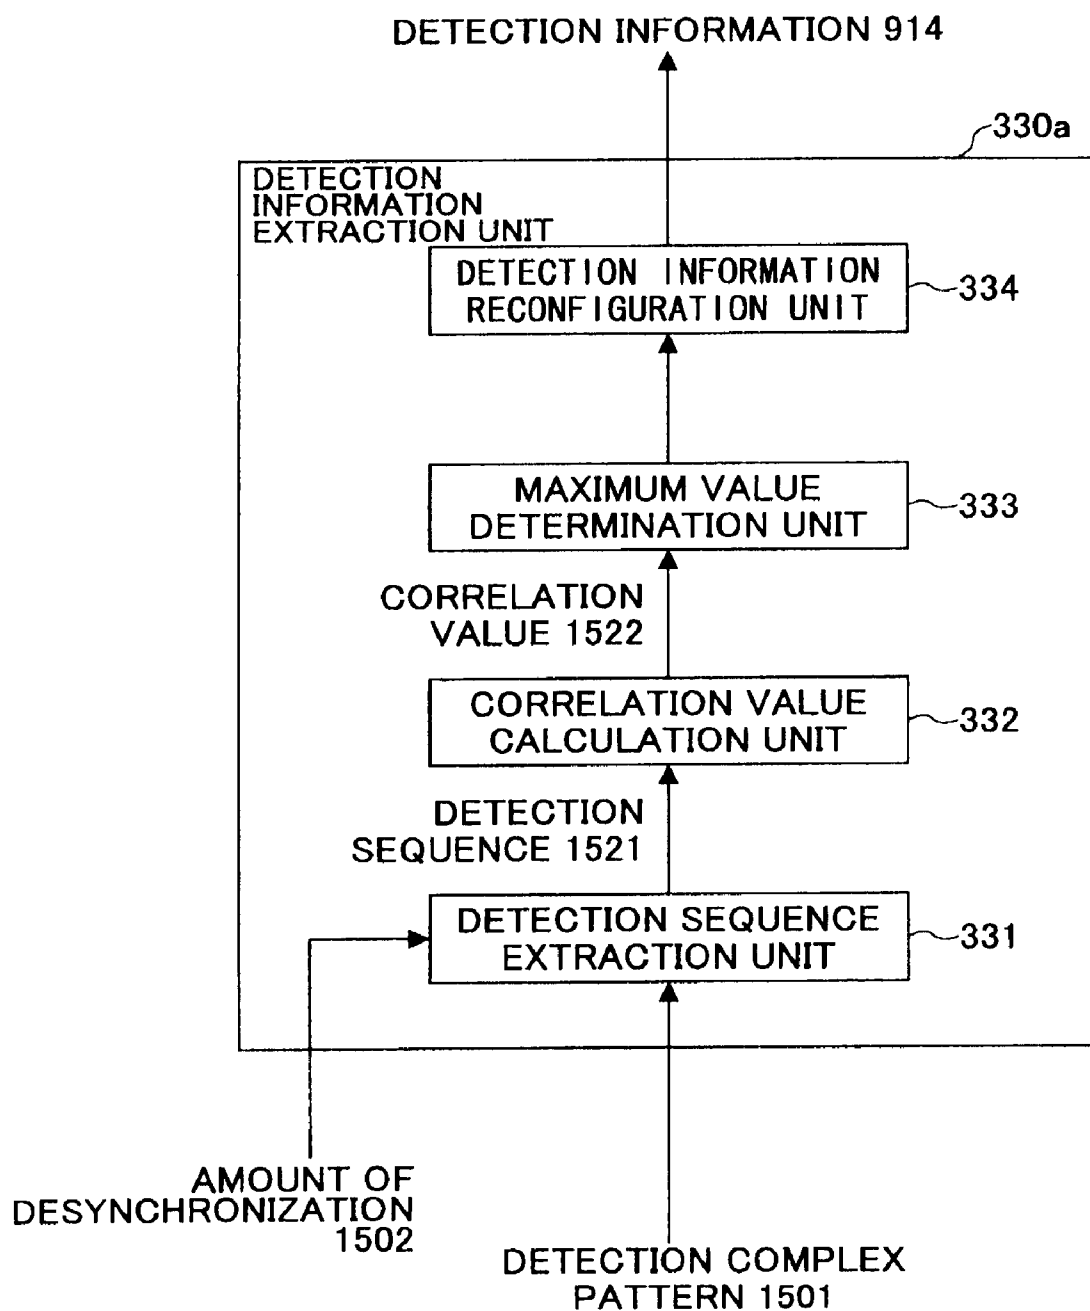 DETECTION INFORMATION 914
330a
DETECTION
INFORMATION
EXTRACTION UNIT
DETECTION INFORMATION
RECONFIGURATION UNIT
334
MAXIMUM VALUE
DETERMINATION UNIT
333
CORRELATION
VALUE 1522
CORRELATION VALUE
CALCULATION UNIT
332
DETECTION
SEQUENCE 1521
DETECTION SEQUENCE
EXTRACTION UNIT
331
AMOUNT OF
DESYNCHRONIZATION
1502
DETECTION COMPLEX
PATTERN 1501